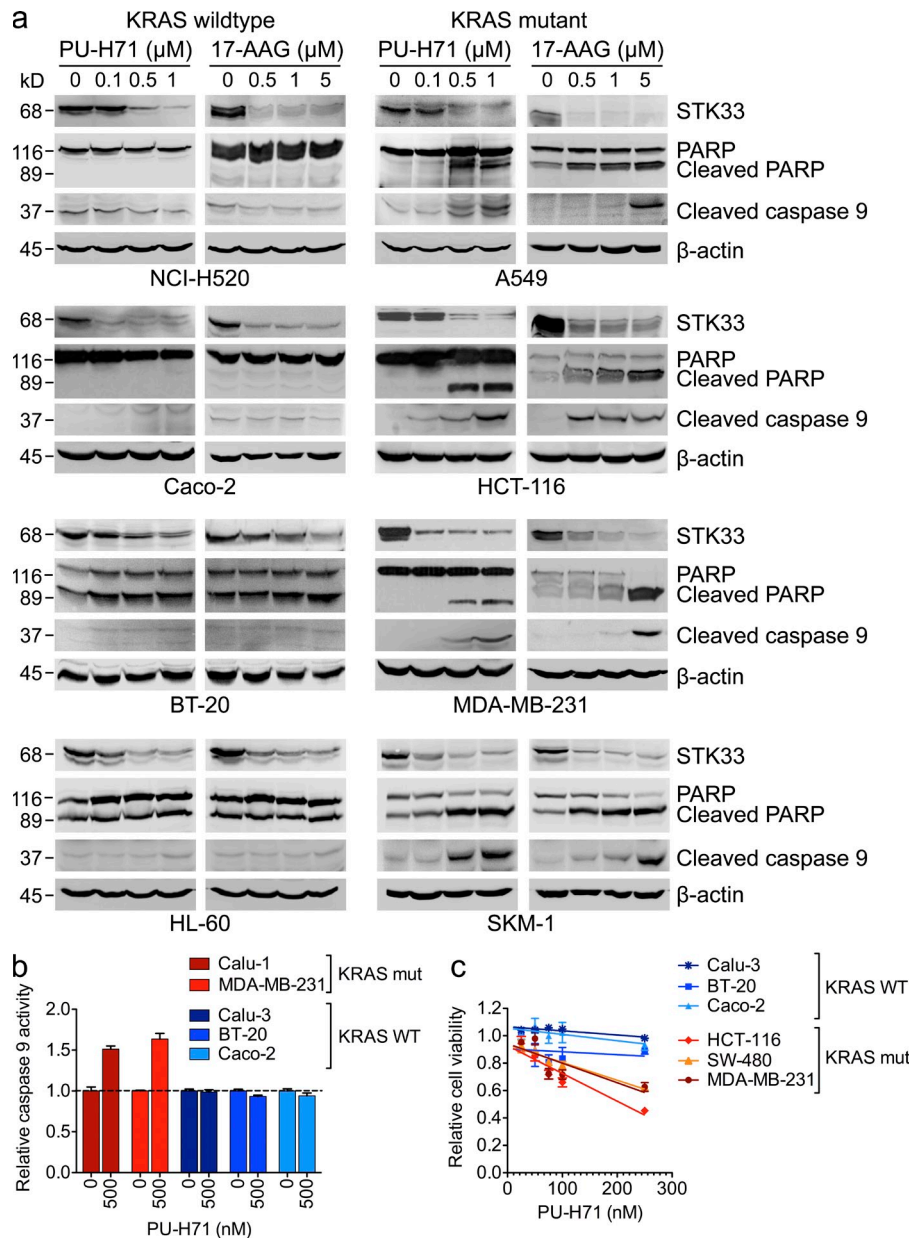 a
KRAS wildtype KRAS mutant
PU-H71 (µM) 17-AAG (µM) PU-H71 (µM) 17-AAG (µM)
kD 0 0.1 0.5 1 0 0.5 1 5 0 0.1 0.5 1 0 0.5 1 5
68 STK33
116 PARP
89 Cleaved PARP
37 Cleaved caspase 9
45 β-actin
NCI-H520 A549
68 STK33
116 PARP
89 Cleaved PARP
37 Cleaved caspase 9
45 β-actin
Caco-2 HCT-116
68 STK33
116 PARP
89 Cleaved PARP
37 Cleaved caspase 9
45 β-actin
BT-20 MDA-MB-231
68 STK33
116 PARP
89 Cleaved PARP
37 Cleaved caspase 9
45 β-actin
HL-60 SKM-1
b
Calu-1
MDA-MB-231
KRAS mut
Calu-3
BT-20
Caco-2
KRAS WT
Relative caspase 9 activity
2.0
1.5
1.0
0.5
0
0 500 0 500 0 500 0 500 0 500
PU-H71 (nM)
c
Calu-3
BT-20
Caco-2
KRAS WT
HCT-116
SW-480
MDA-MB-231
KRAS mut
Relative cell viability
1.2
1.0
0.8
0.6
0.4
0.2
0.0
0 100 200 300
PU-H71 (nM)